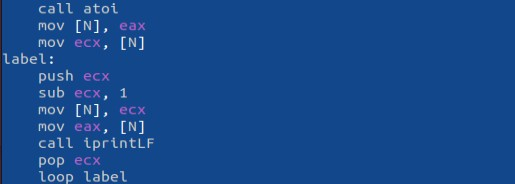 call atoi
mov [N], eax
mov ecx, [N]
label:
push ecx
sub ecx, 1
mov [N], ecx
mov eax, [N]
call iprintLF
pop ecx
loop label